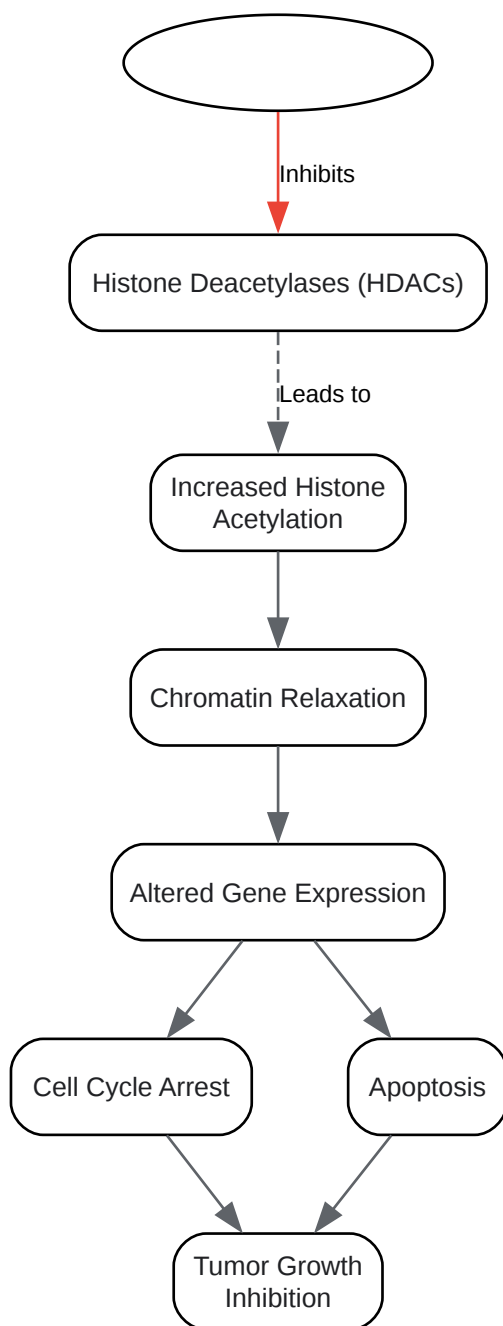 Inhibits
Histone Deacetylases (HDACs)
Leads to
Increased Histone
Acetylation
Chromatin Relaxation
Altered Gene Expression
Cell Cycle Arrest
Apoptosis
Tumor Growth
Inhibition